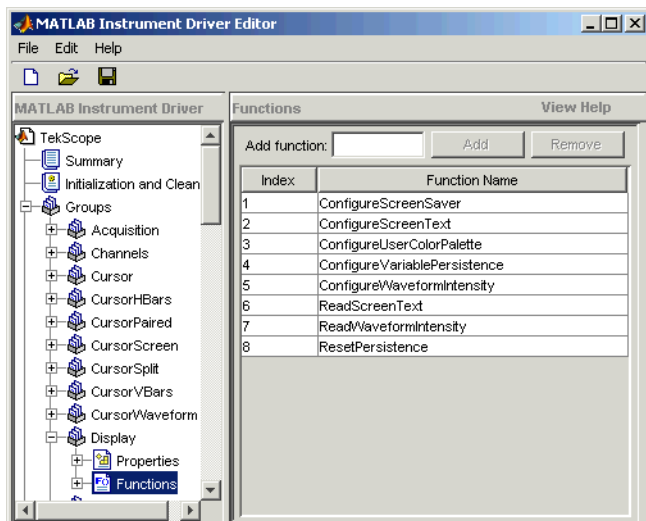 MATLAB Instrument Driver Editor
File Edit Help
MATLAB Instrument Driver
TekScope
Summary
Initialization and Clean
Groups
Acquisition
Channels
Cursor
CursorHBars
CursorPaired
CursorScreen
CursorSplit
CursorVBars
CursorWaveform
Display
Properties
Functions
Functions View Help
Add function: Add Remove
Index Function Name
1 ConfigureScreenSaver
2 ConfigureScreenText
3 ConfigureUserColorPalette
4 ConfigureVariablePersistence
5 ConfigureWaveformIntensity
6 ReadScreenText
7 ReadWaveformIntensity
8 ResetPersistence